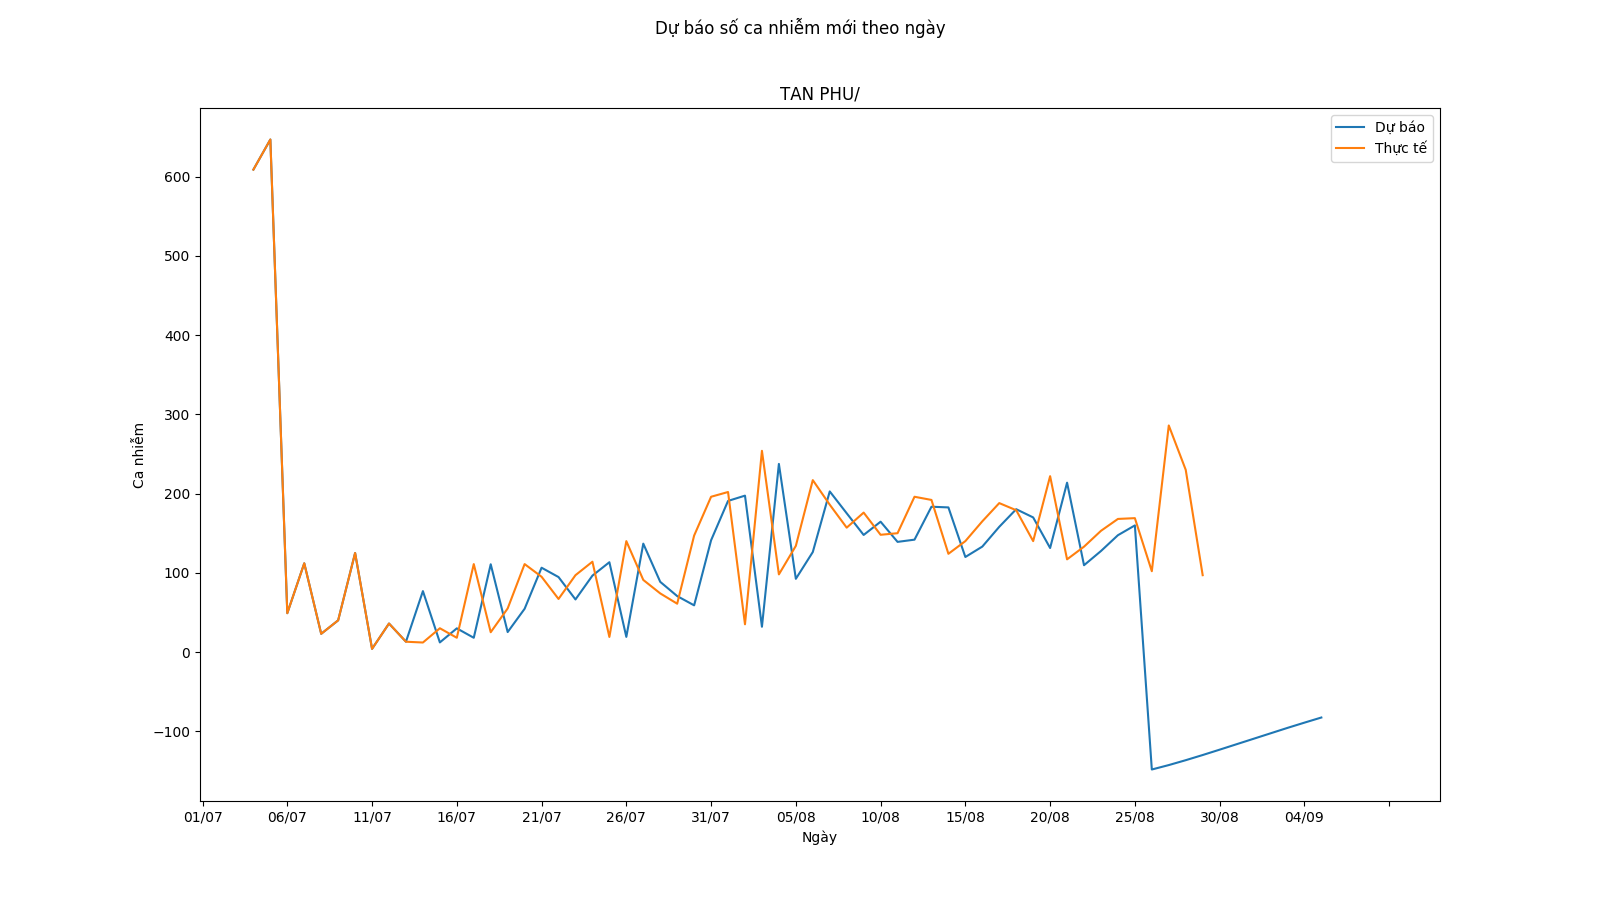 Dự báo số ca nhiễm mới theo ngày
TAN PHU/
Dự báo
Thực tế
600
500
400
300
200
100
0
−100
Ca nhiễm
01/07 06/07 11/07 16/07 21/07 26/07 31/07 05/08 10/08 15/08 20/08 25/08 30/08 04/09
Ngày